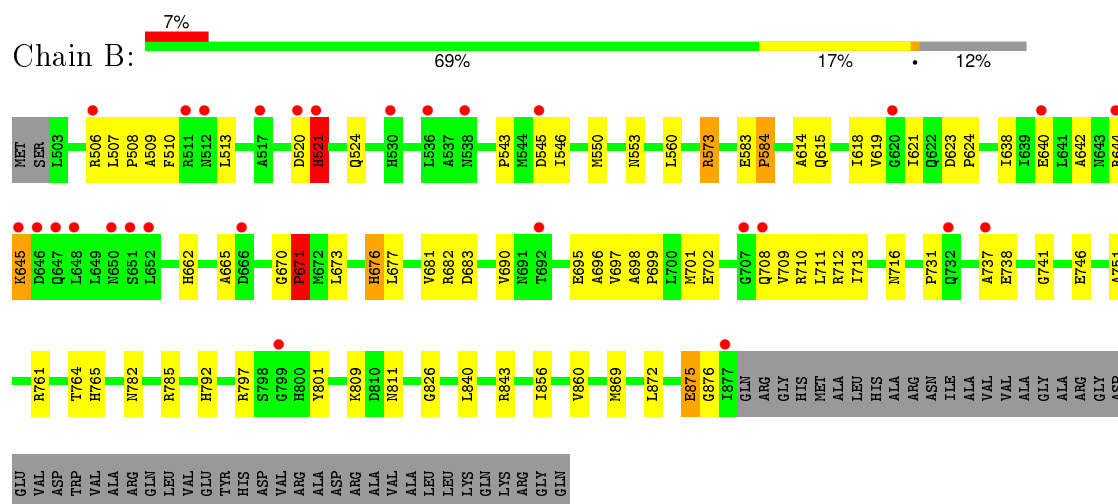 7%
Chain B:
69% 17% • 12%
MET SER L503 R506 L507 P508 A509 F510 R511 N512 L513 A517 D520 H521 Q524 H530 L536 A537 N538 P543 M544 D545 I546 M550 N553 L560 R573 E583 P584 A614 Q615 I618 V619 G620 I621 Q622 D623 P624 I638 I639 E640 L641 A642 N643 R644
K645 D646 Q647 L648 L649 N650 S651 L652 H662 A665 D666 G670 P671 M672 L673 H676 L677 V681 R682 D683 V690 N691 T692 E695 A696 V697 A698 P699 L700 M701 E702 G707 Q708 V709 R710 L711 R712 I713 N716 P731 Q732 A737 E738 G741 E746 A751
R761 T764 H765 N782 R785 H792 R797 S798 G799 H800 Y801 K809 D810 N811 G826 L840 R843 I856 V860 M869 L872 E875 G876 I877 GLN ARG GLY HIS MET ALA LEU HIS ALA ARG ASN ILE ALA VAL VAL ALA GLY ALA ARG GLY ASP
GLU VAL ASP TRP VAL ALA ARG GLN LEU VAL GLU TYR HIS ASP VAL ARG ALA ASP ARG ALA VAL ALA LEU LEU LYS GLN LYS ARG GLY GLN